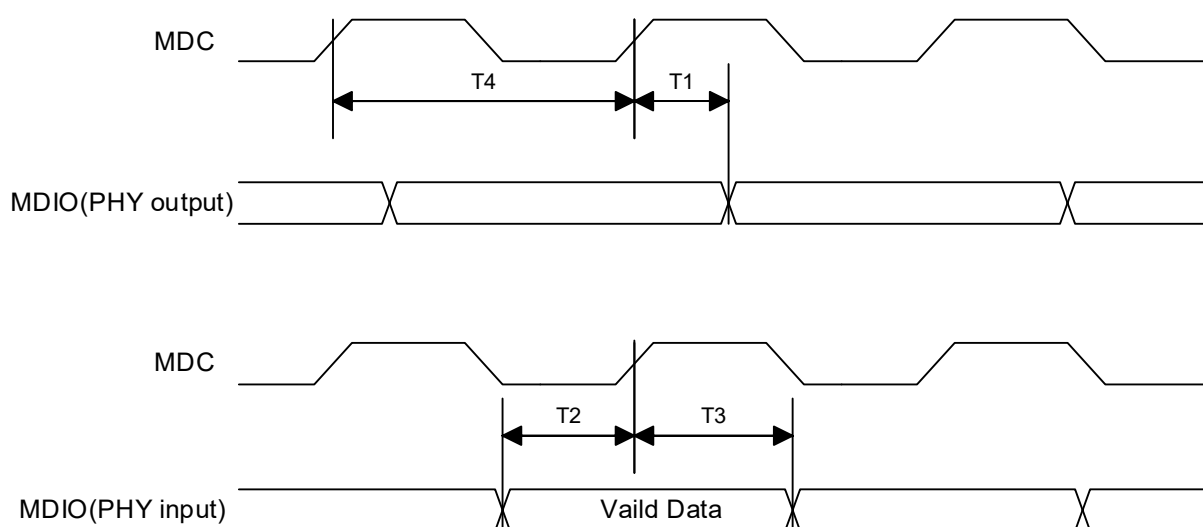 MDC
T4
T1
MDIO(PHY output)
MDC
T2
T3
MDIO(PHY input)
Vaild Data